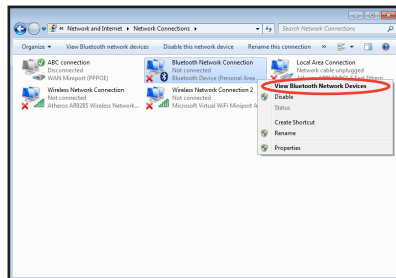 « Network and Internet ▸ Network Connections ▸
Search Network Connections
Organize View Bluetooth network devices Disable this network device Rename this connection »
ABC connection
Disconnected
WAN Miniport (PPPOE)
Bluetooth Network Connection
Not connected
Bluetooth Device (Personal Area
Local Area Connection
Network cable unplugged
Wireless Network Connection
Not connected
Atheros AR9285 Wireless Network...
Wireless Network Connection 2
Not connected
Microsoft Virtual WiFi Miniport A
View Bluetooth Network Devices
Disable
Status
Create Shortcut
Rename
Properties